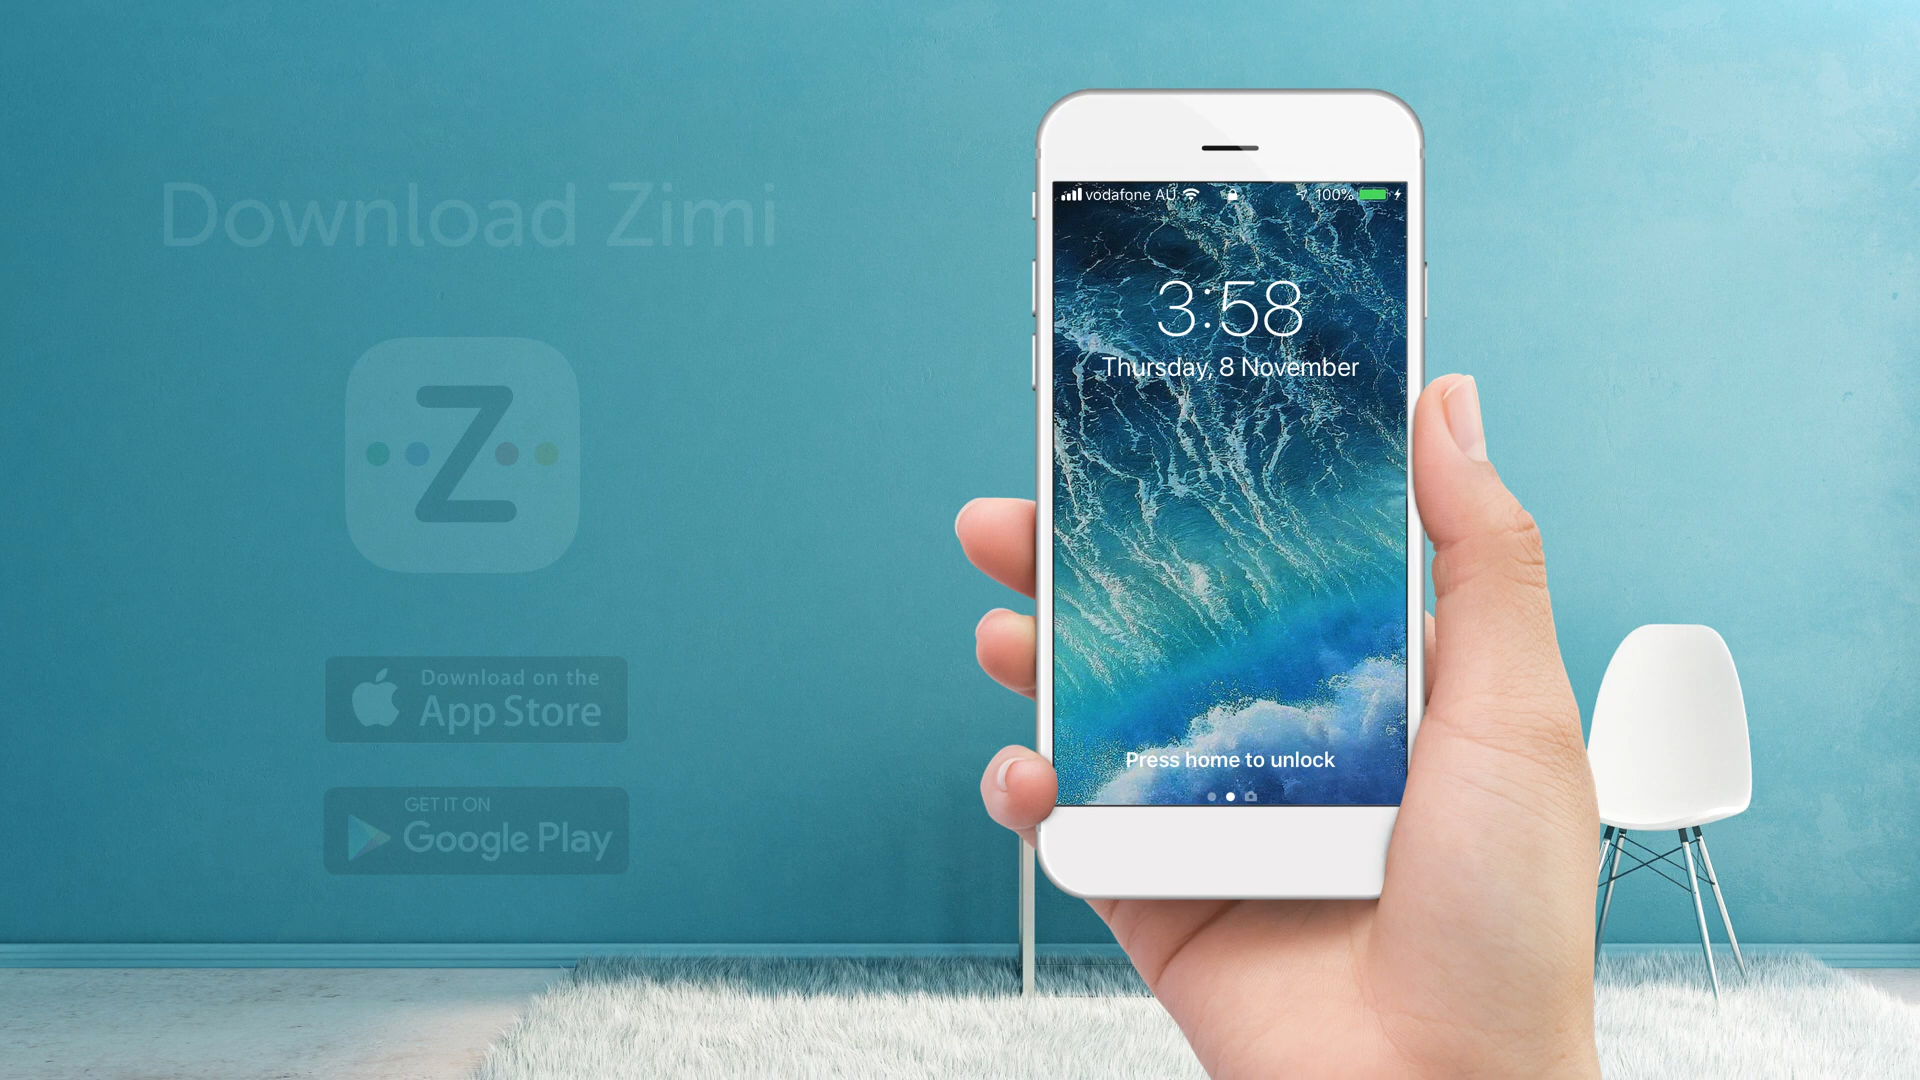 Download Zimi
Z
Download on the
App Store
GET IT ON
Google Play
vodafone AU
100%
3:58
Thursday, 8 November
Press home to unlock